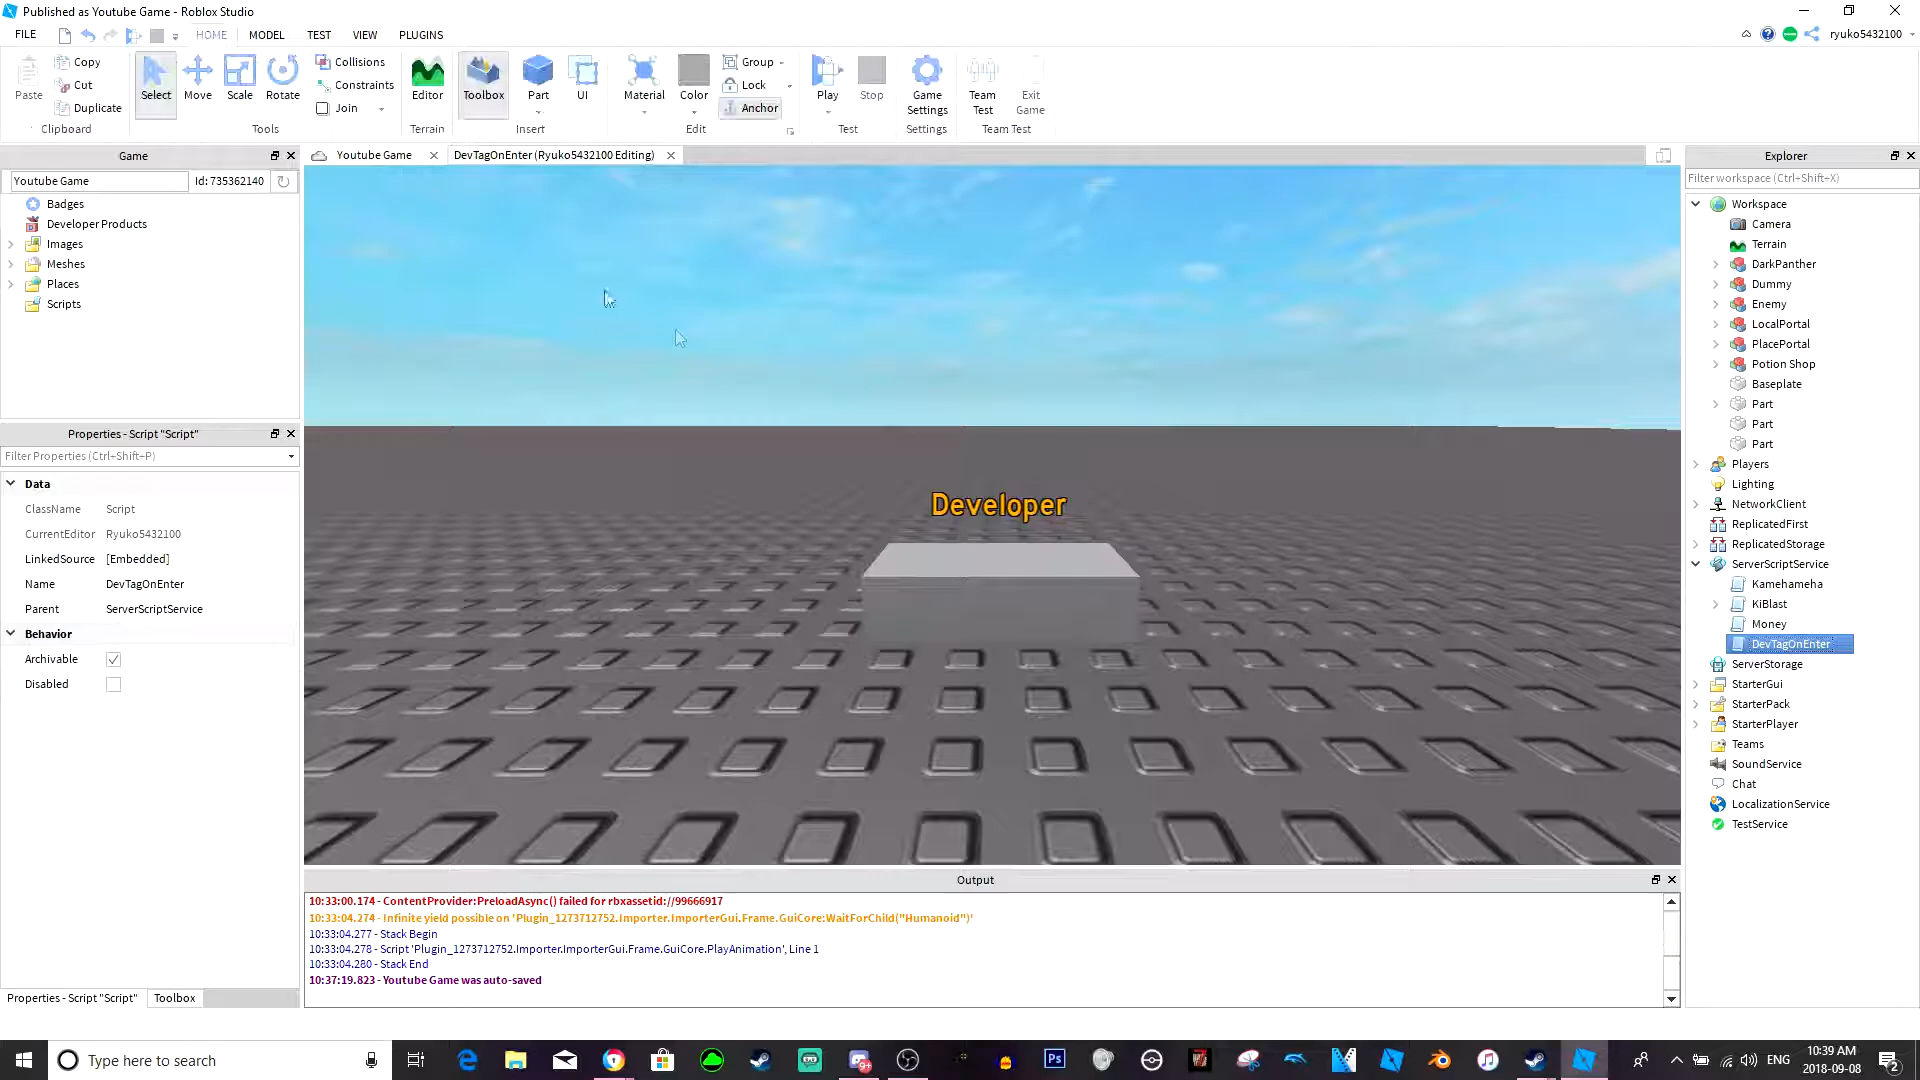 Published as Youtube Game - Roblox Studio
FILE
HOME
MODEL
TEST
VIEW
PLUGINS
ryuko5432100
Paste
Copy
Cut
Duplicate
Clipboard
Select
Move
Scale
Rotate
Collisions
Constraints
Join
Tools
Editor
Terrain
Toolbox
Part
UI
Insert
Material
Color
Group
Lock
Anchor
Edit
Play
Stop
Test
Game
Settings
Settings
Team
Test
Exit
Game
Team Test
Game
Youtube Game
Id: 735362140
Badges
Developer Products
Images
Meshes
Places
Scripts
Properties - Script "Script"
Filter Properties (Ctrl+Shift+P)
Data
ClassName Script
CurrentEditor Ryuko5432100
LinkedSource [Embedded]
Name DevTagOnEnter
Parent ServerScriptService
Behavior
Archivable
Disabled
Properties - Script "Script"
Toolbox
Youtube Game
DevTagOnEnter (Ryuko5432100 Editing)
Developer
Output
10:33:00.174 - ContentProvider:PreloadAsync() failed for rbxassetid://99666917
10:33:04.274 - Infinite yield possible on 'Plugin_1273712752.Importer.ImporterGui.Frame.GuiCore:WaitForChild("Humanoid")'
10:33:04.277 - Stack Begin
10:33:04.278 - Script 'Plugin_1273712752.Importer.ImporterGui.Frame.GuiCore.PlayAnimation', Line 1
10:33:04.280 - Stack End
10:37:19.823 - Youtube Game was auto-saved
Explorer
Filter workspace (Ctrl+Shift+X)
Workspace
Camera
Terrain
DarkPanther
Dummy
Enemy
LocalPortal
PlacePortal
Potion Shop
Baseplate
Part
Part
Part
Players
Lighting
NetworkClient
ReplicatedFirst
ReplicatedStorage
ServerScriptService
Kamehameha
KiBlast
Money
DevTagOnEnter
ServerStorage
StarterGui
StarterPack
StarterPlayer
Teams
SoundService
Chat
LocalizationService
TestService
Type here to search
Ps
9+
ENG
10:39 AM
2018-09-08
2